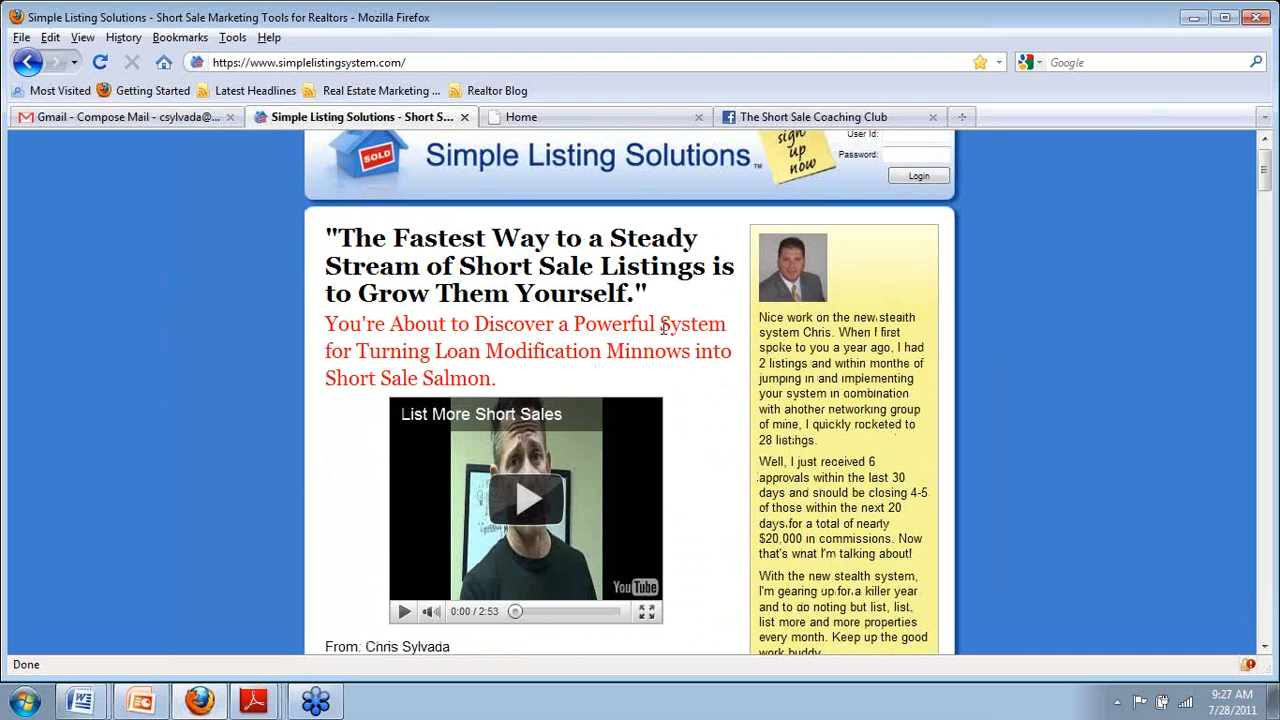 Simple Listing Solutions - Short Sale Marketing Tools for Realtors - Mozilla Firefox
File Edit View History Bookmarks Tools Help
https://www.simplelistingsystem.com/
Google
Most Visited Getting Started Latest Headlines Real Estate Marketing ... Realtor Blog
Gmail - Compose Mail - csylvada@... Simple Listing Solutions - Short S... Home The Short Sale Coaching Club
SOLD
Simple Listing Solutions™
sign up now
User Id:
Password:
Login
"The Fastest Way to a Steady
Stream of Short Sale Listings is
to Grow Them Yourself."
You're About to Discover a Powerful System
for Turning Loan Modification Minnows into
Short Sale Salmon.
List More Short Sales
YouTube
0:00 / 2:53
From. Chris Sylvada
Nice work on the new stealth
system Chris. When I first
spoke to you a year ago, I had
2 listings and within monthe of
jumping in and implementing
your system in combination
with another networking group
of mine, I quickly rocketed to
28 listings.
Well, I just received 6
approvals within the last 30
days and should be closing 4-5
of those within the next 20
days for a total of nearly
$20,000 in commissions. Now
that's what I'm talking about!
With the new stealth system,
I'm gearing up for a killer year
and to do noting but list, list,
list more and more properties
every month. Keep up the good
work buddy
Done
9:27 AM
7/28/2011